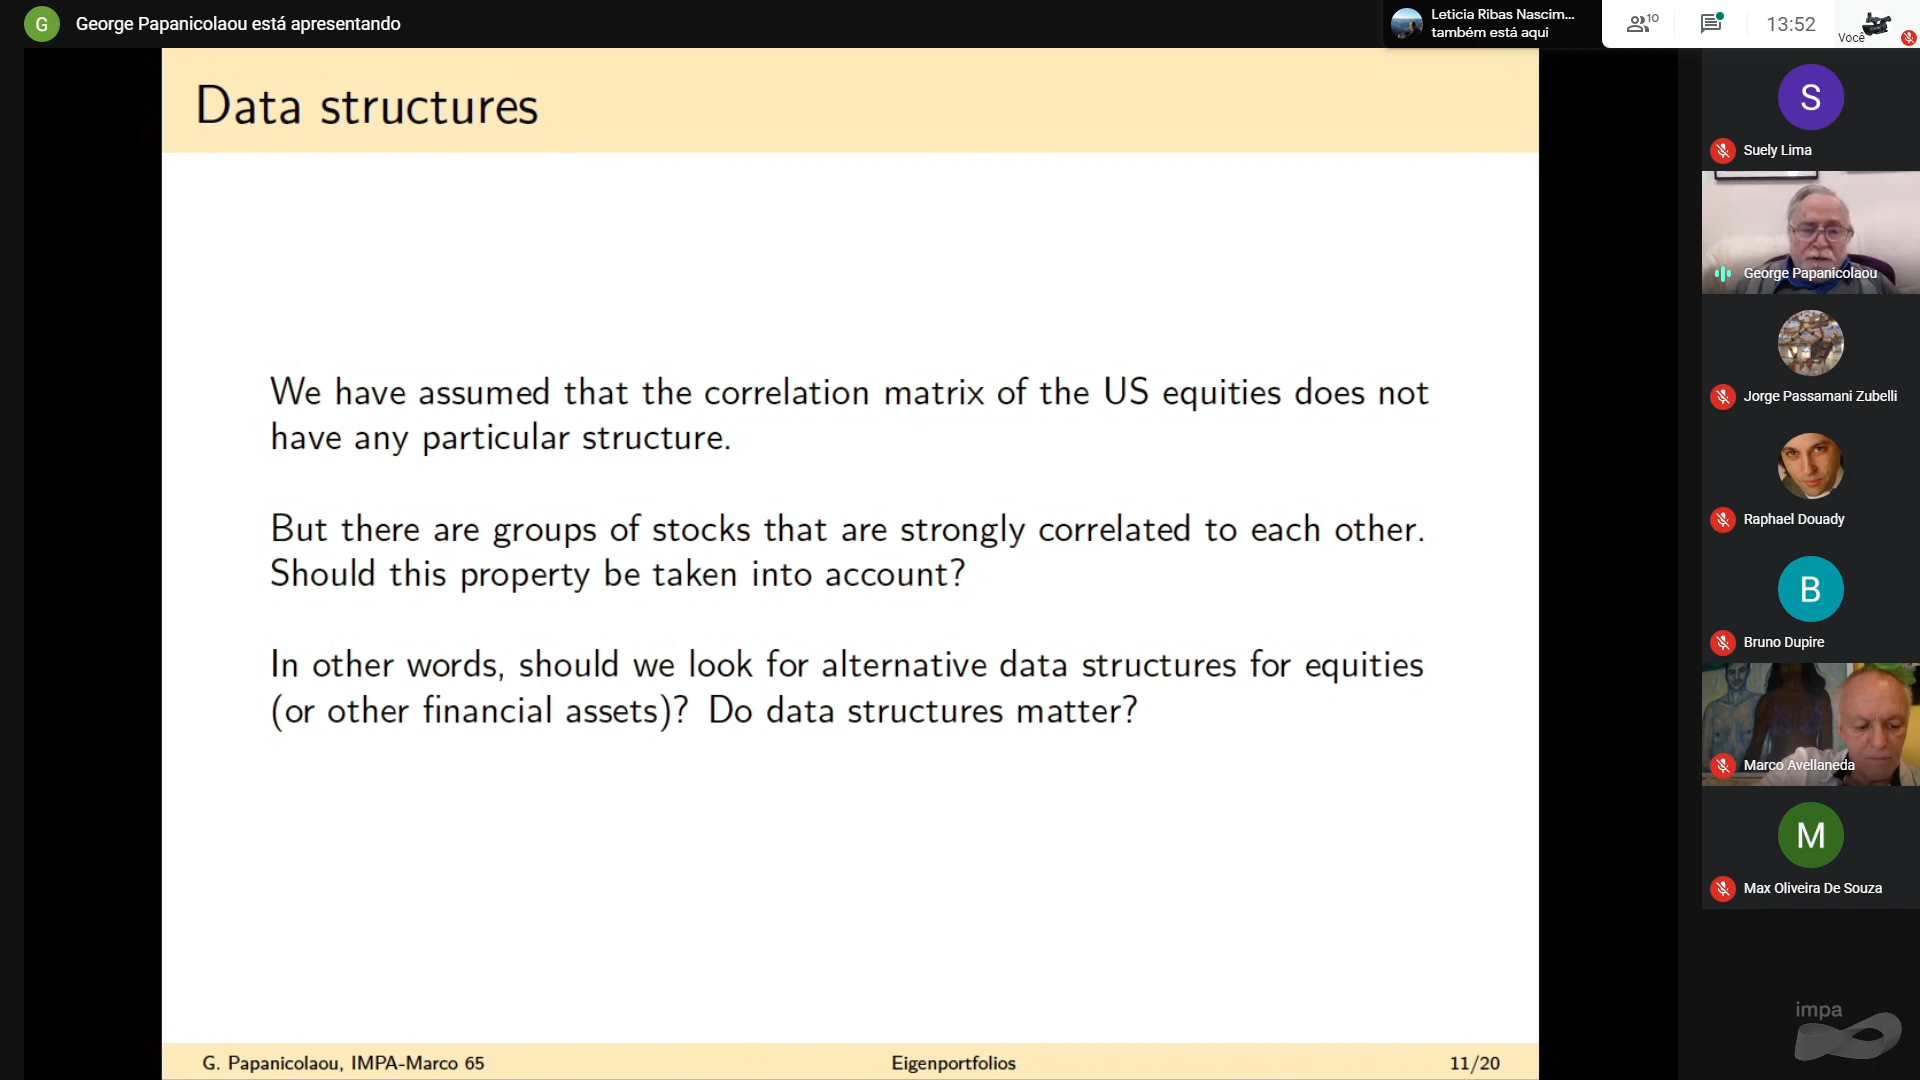 G
George Papanicolaou está apresentando
Leticia Ribas Nascim...
também está aqui
10
13:52
Você
Data structures
We have assumed that the correlation matrix of the US equities does not
have any particular structure.
But there are groups of stocks that are strongly correlated to each other.
Should this property be taken into account?
In other words, should we look for alternative data structures for equities
(or other financial assets)? Do data structures matter?
G. Papanicolaou, IMPA-Marco 65
Eigenportfolios
11/20
S
Suely Lima
George Papanicolaou
Jorge Passamani Zubelli
Raphael Douady
B
Bruno Dupire
Marco Avellaneda
M
Max Oliveira De Souza
impa